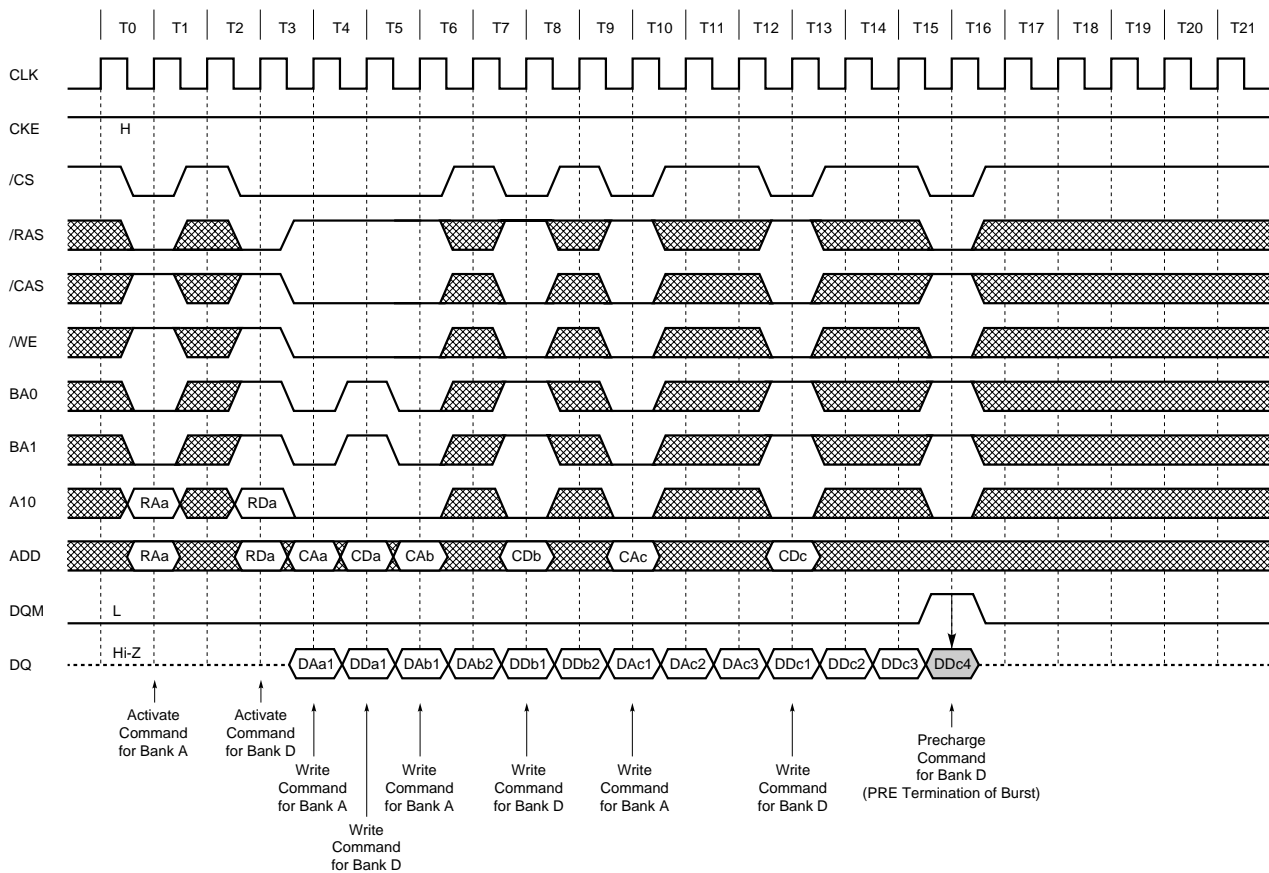 T0 T1 T2 T3 T4 T5 T6 T7 T8 T9 T10 T11 T12 T13 T14 T15 T16 T17 T18 T19 T20 T21
CLK
CKE H
/CS
/RAS
/CAS
/WE
BA0
BA1
A10 RAa RDa
ADD RAa RDa CAa CDa CAb CDb CAc CDc
DQM L
DQ Hi-Z DAa1 DDa1 DAb1 DAb2 DDb1 DDb2 DAc1 DAc2 DAc3 DDc1 DDc2 DDc3 DDc4
Activate
Command
for Bank A
Activate
Command
for Bank D
Write
Command
for Bank A
Write
Command
for Bank D
Write
Command
for Bank A
Write
Command
for Bank D
Write
Command
for Bank A
Write
Command
for Bank D
Precharge
Command
for Bank D
(PRE Termination of Burst)